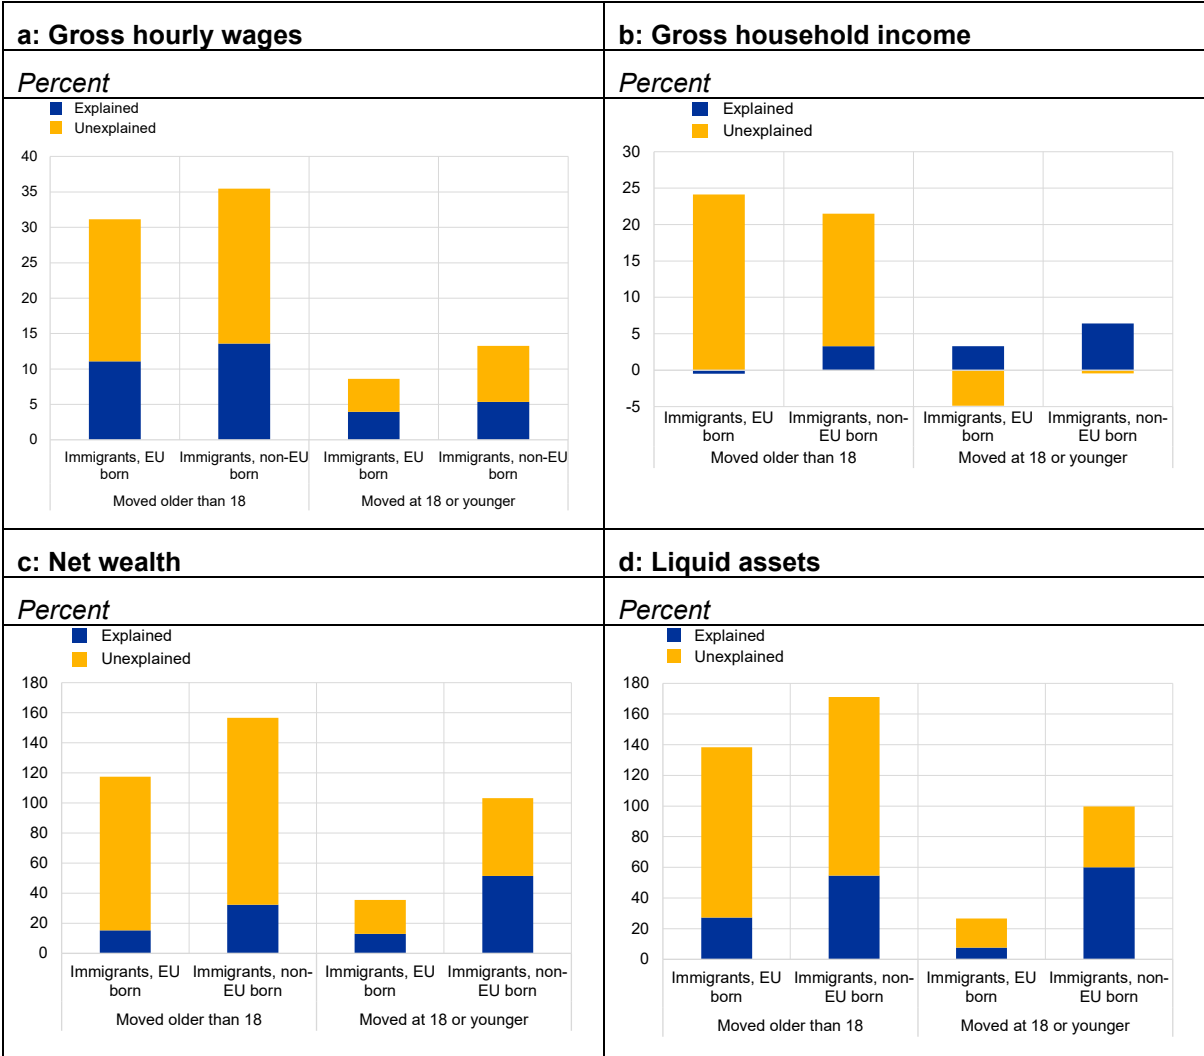 a: Gross hourly wages
Percent
Explained
Unexplained
40
35
30
25
20
15
10
5
0
Immigrants, EU born
Immigrants, non-EU born
Immigrants, EU born
Immigrants, non-EU born
Moved older than 18
Moved at 18 or younger
b: Gross household income
Percent
Explained
Unexplained
30
25
20
15
10
5
0
-5
Immigrants, EU born
Immigrants, non-EU born
Immigrants, EU born
Immigrants, non-EU born
Moved older than 18
Moved at 18 or younger
c: Net wealth
Percent
Explained
Unexplained
180
160
140
120
100
80
60
40
20
0
Immigrants, EU born
Immigrants, non-EU born
Immigrants, EU born
Immigrants, non-EU born
Moved older than 18
Moved at 18 or younger
d: Liquid assets
Percent
Explained
Unexplained
180
160
140
120
100
80
60
40
20
0
Immigrants, EU born
Immigrants, non-EU born
Immigrants, EU born
Immigrants, non-EU born
Moved older than 18
Moved at 18 or younger